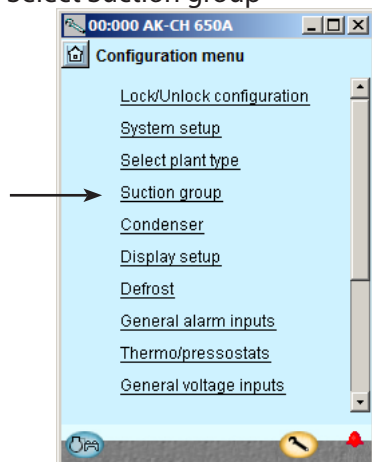 Select Suction group
00:000 AK-CH 650A
Configuration menu
Lock/Unlock configuration
System setup
Select plant type
Suction group
Condenser
Display setup
Defrost
General alarm inputs
Thermo/pressostats
General voltage inputs